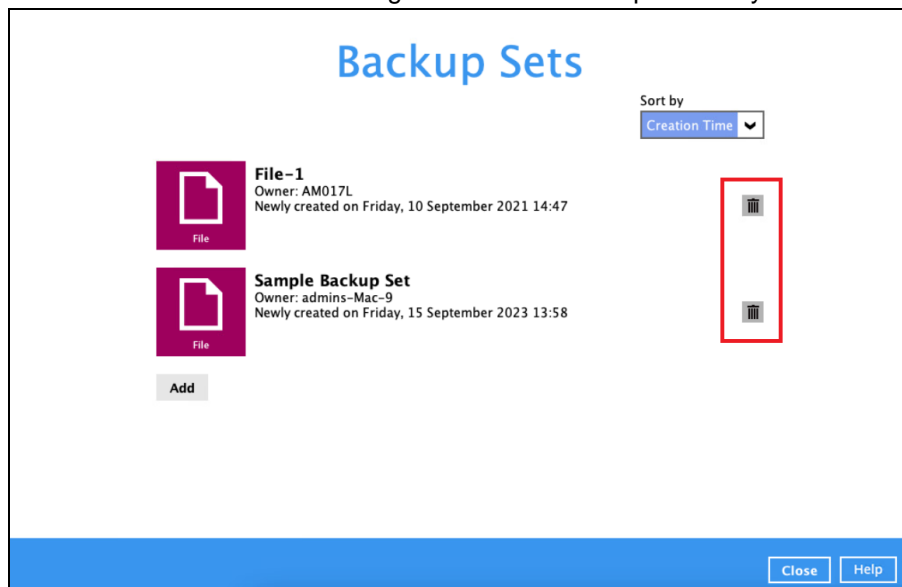 Backup Sets
Sort by
Creation Time
File-1
Owner: AM017L
Newly created on Friday, 10 September 2021 14:47
File
Sample Backup Set
Owner: admins-Mac-9
Newly created on Friday, 15 September 2023 13:58
File
Add
Close Help